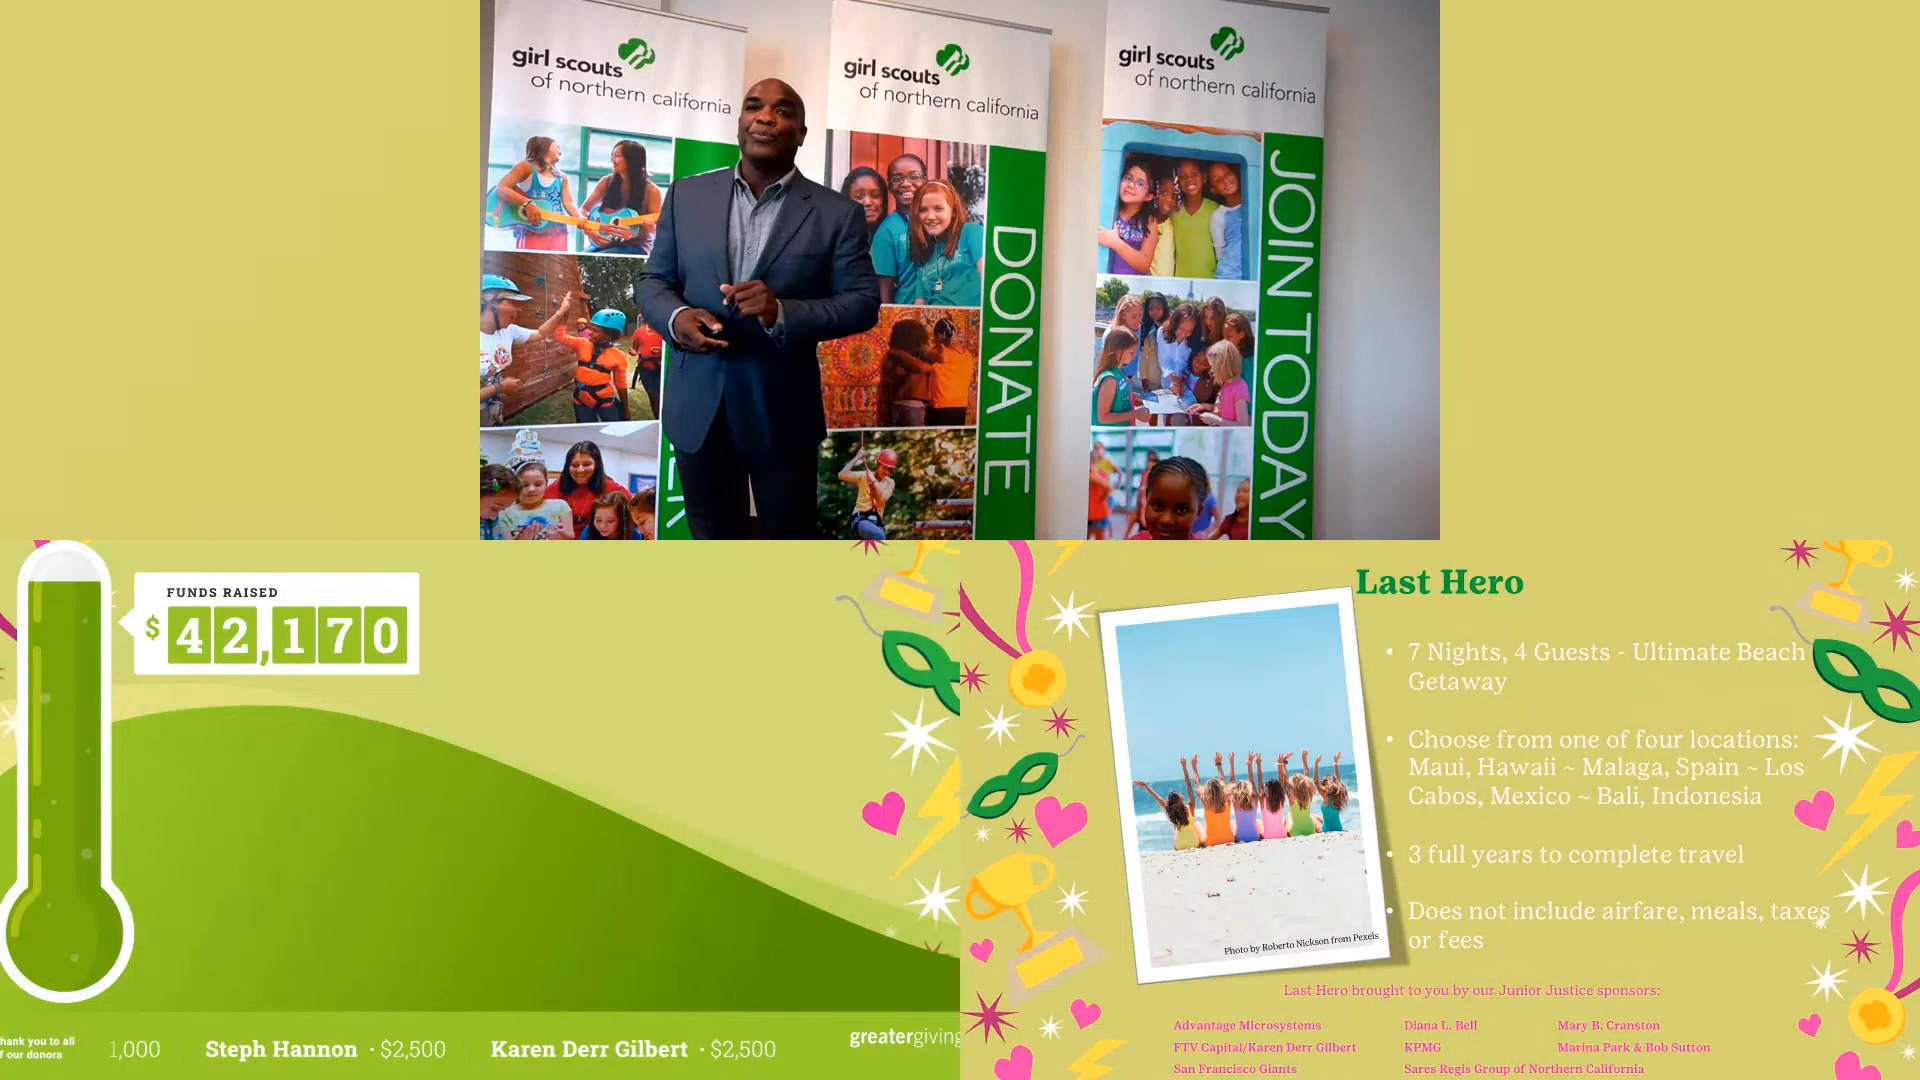 girl scouts
of northern california
girl scouts
of northern california
girl scouts
of northern california
DONATE
JOIN TODAY
FUNDS RAISED
$42,170
hank you to all
f our donors
1,000
Steph Hannon · $2,500
Karen Derr Gilbert · $2,500
greatergiving
Last Hero
• 7 Nights, 4 Guests - Ultimate Beach
Getaway
• Choose from one of four locations:
Maui, Hawaii ~ Malaga, Spain ~ Los
Cabos, Mexico ~ Bali, Indonesia
• 3 full years to complete travel
• Does not include airfare, meals, taxes
or fees
Photo by Roberto Nickson from Pexels
Last Hero brought to you by our Junior Justice sponsors:
Advantage Microsystems
Diana L. Bell
Mary B. Cranston
FTV Capital/Karen Derr Gilbert
KPMG
Marina Park & Bob Sutton
San Francisco Giants
Sares Regis Group of Northern California